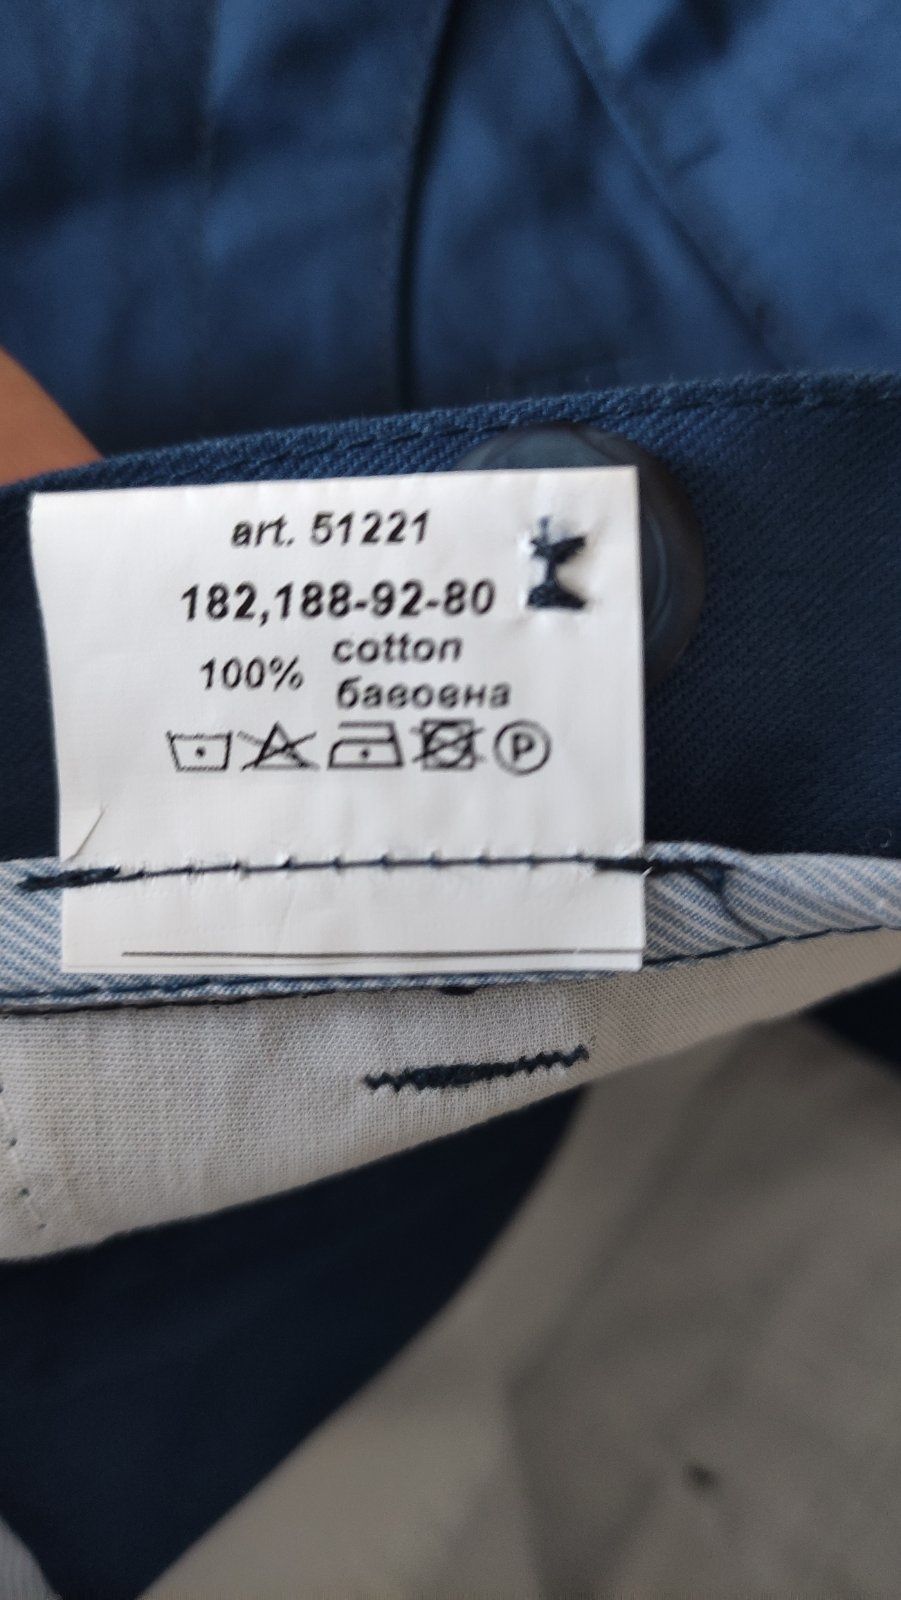 art. 51221
182,188-92-80
100% cotton
бавовна
P